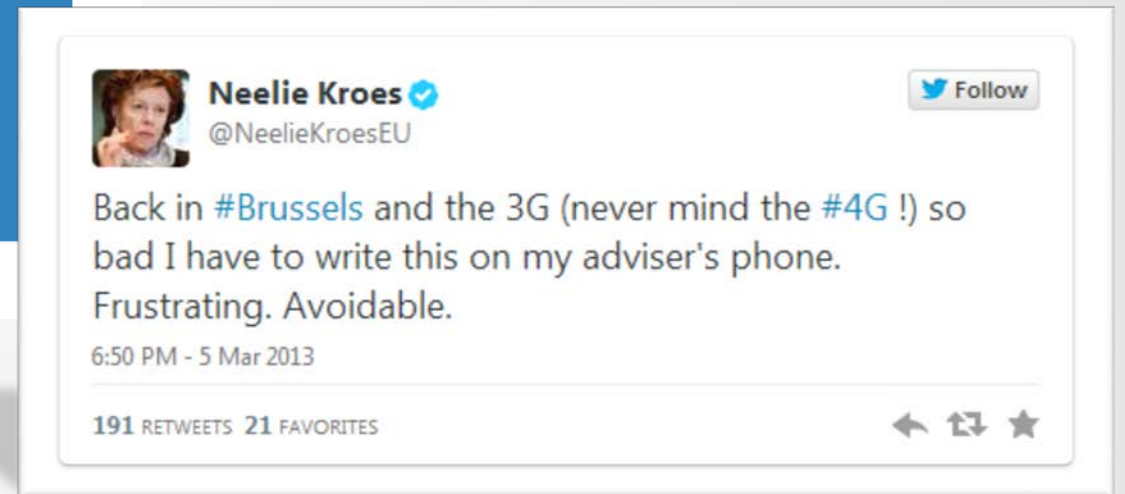 Neelie Kroes
@NeelieKroesEU
Follow
Back in #Brussels and the 3G (never mind the #4G !) so
bad I have to write this on my adviser's phone.
Frustrating. Avoidable.
6:50 PM - 5 Mar 2013
191 RETWEETS 21 FAVORITES